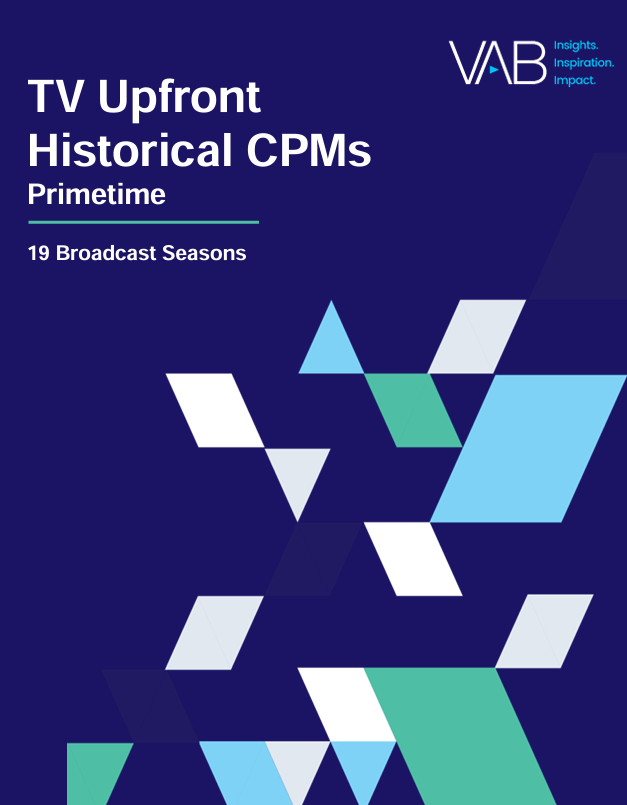 VAB
Insights.
Inspiration.
Impact.
TV Upfront
Historical CPMs
Primetime
19 Broadcast Seasons